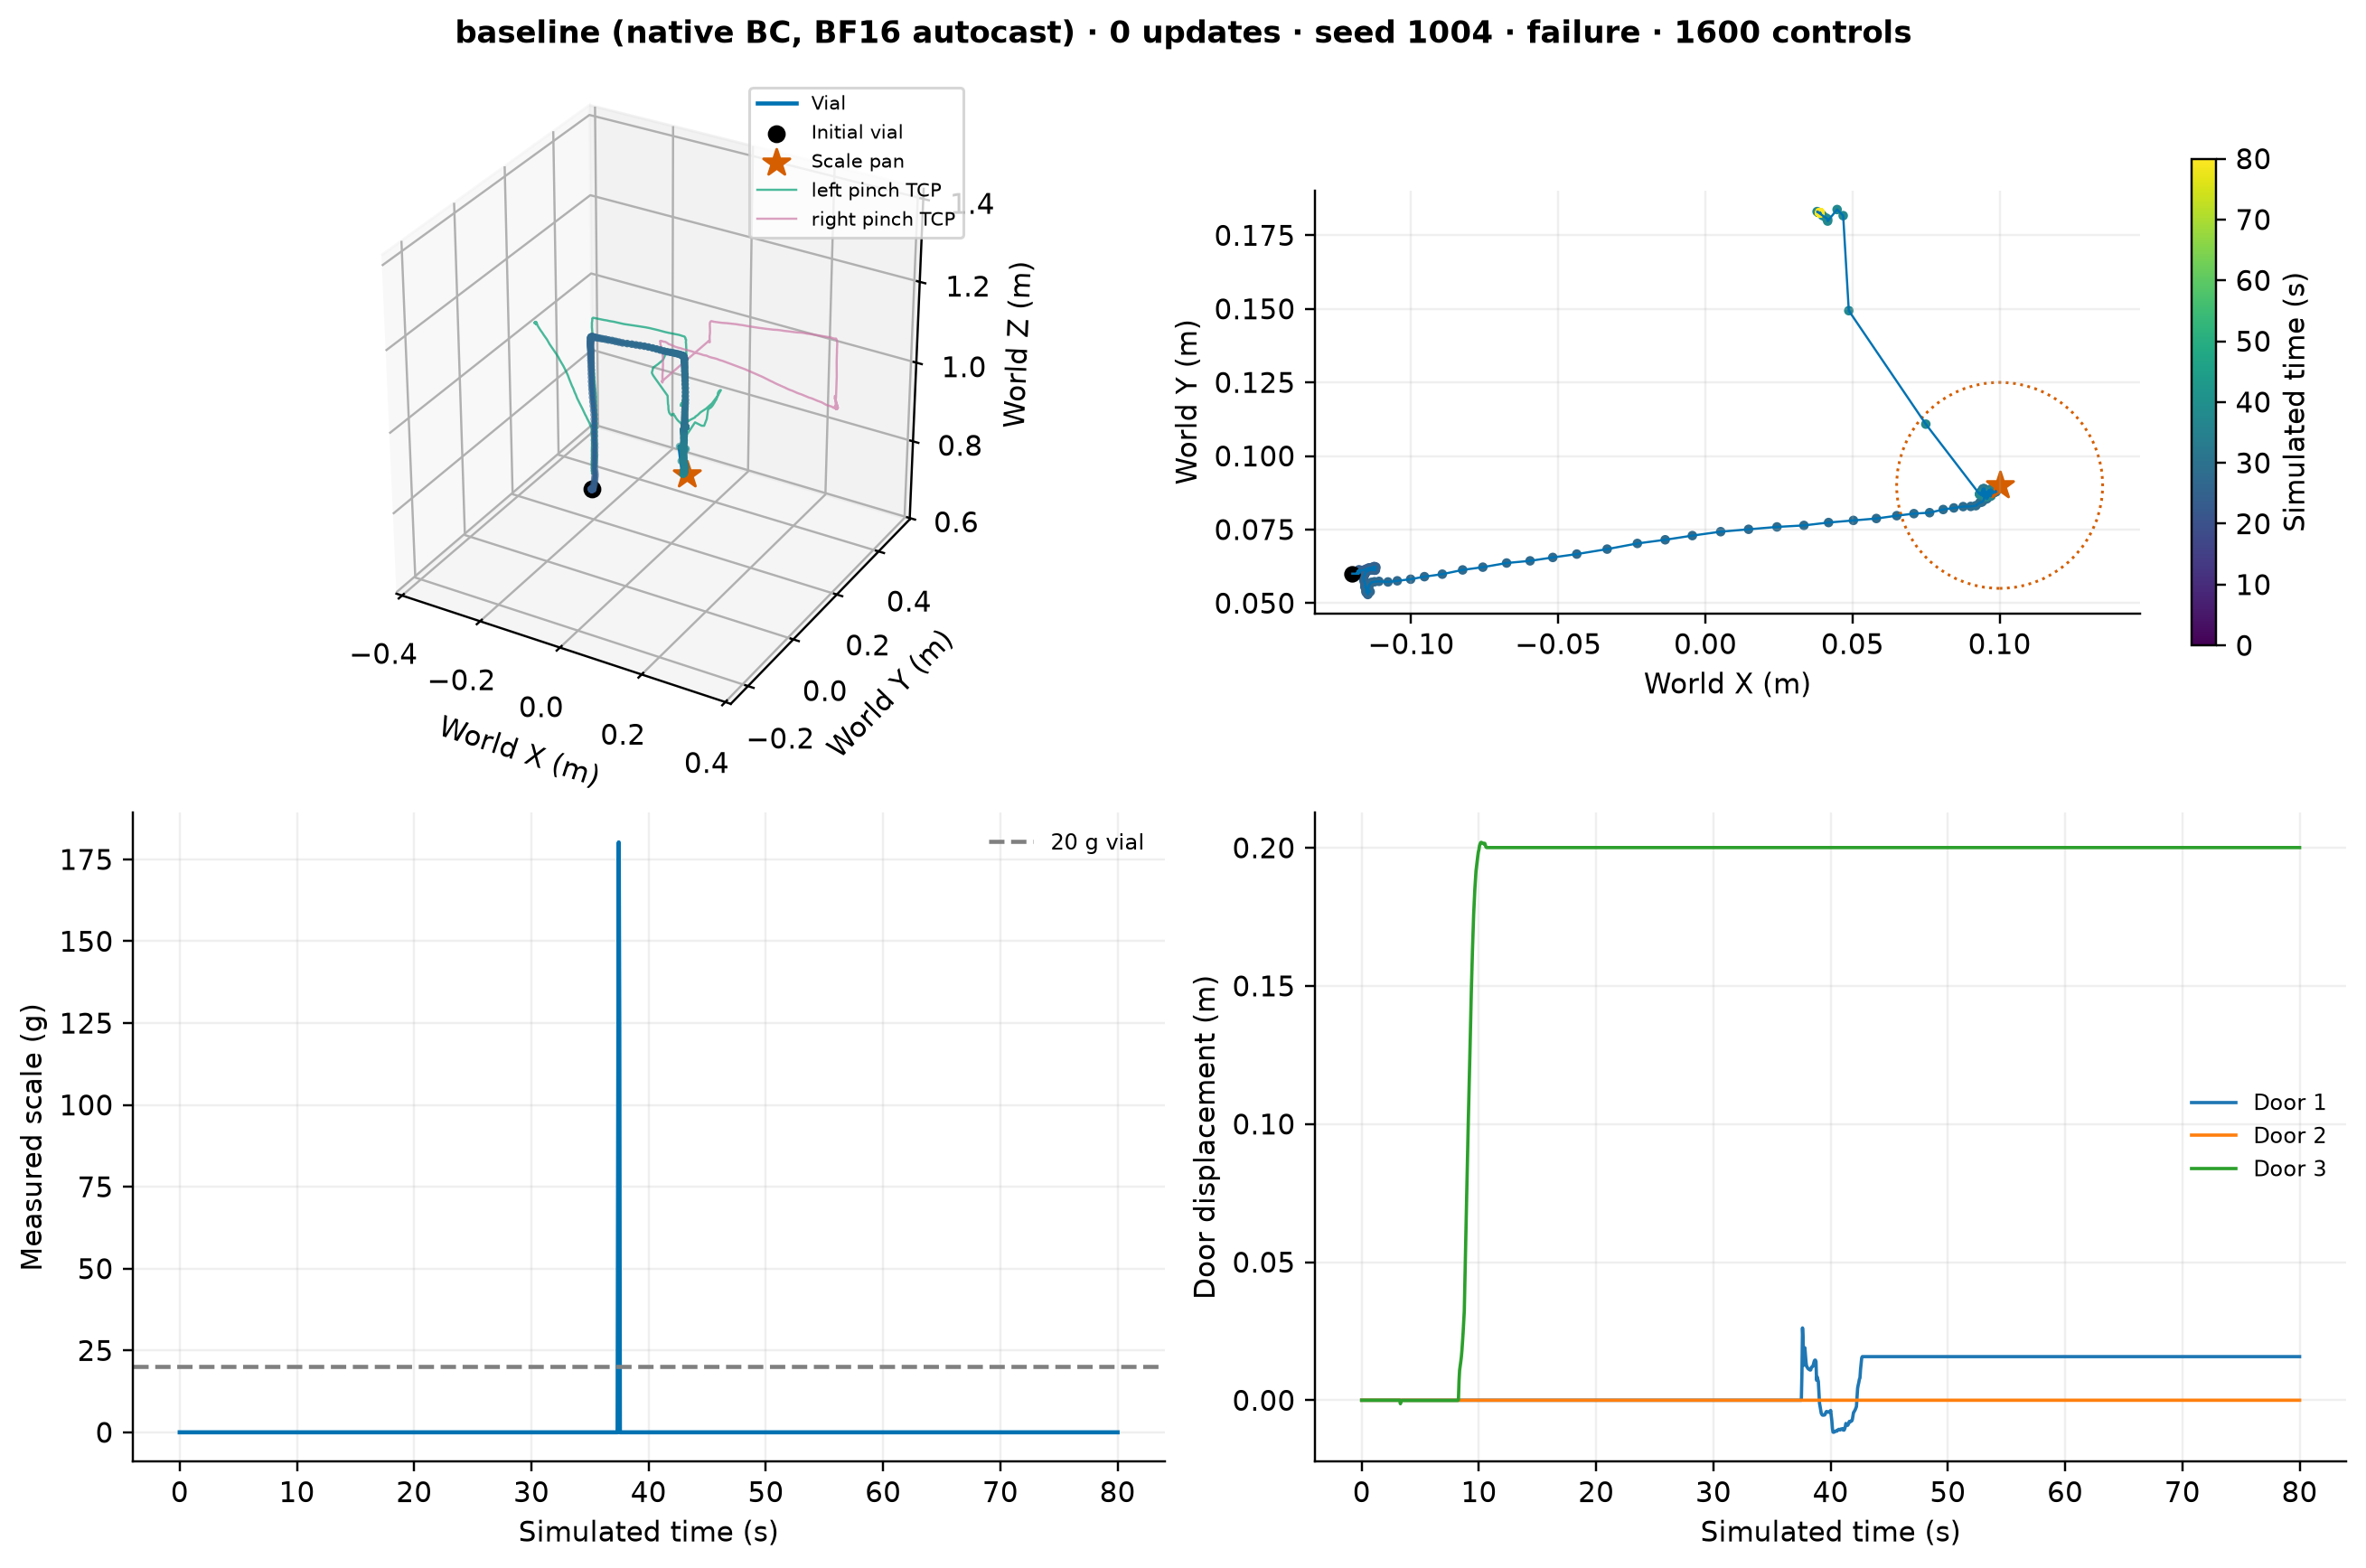 baseline (native BC, BF16 autocast) · 0 updates · seed 1004 · failure · 1600 controls
Vial
Initial vial
Scale pan
left pinch TCP
right pinch TCP
1.4
1.2
1.0
0.8
0.6
World Z (m)
0.4
0.2
0.0
−0.2
World Y (m)
−0.4
−0.2
0.0
0.2
0.4
World X (m)
0.175
0.150
0.125
0.100
0.075
0.050
World Y (m)
−0.10
−0.05
0.00
0.05
0.10
World X (m)
80
70
60
50
40
30
20
10
0
Simulated time (s)
175
150
125
100
75
50
25
0
Measured scale (g)
20 g vial
0 10 20 30 40 50 60 70 80
Simulated time (s)
0.20
0.15
0.10
0.05
0.00
Door displacement (m)
Door 1
Door 2
Door 3
0 10 20 30 40 50 60 70 80
Simulated time (s)